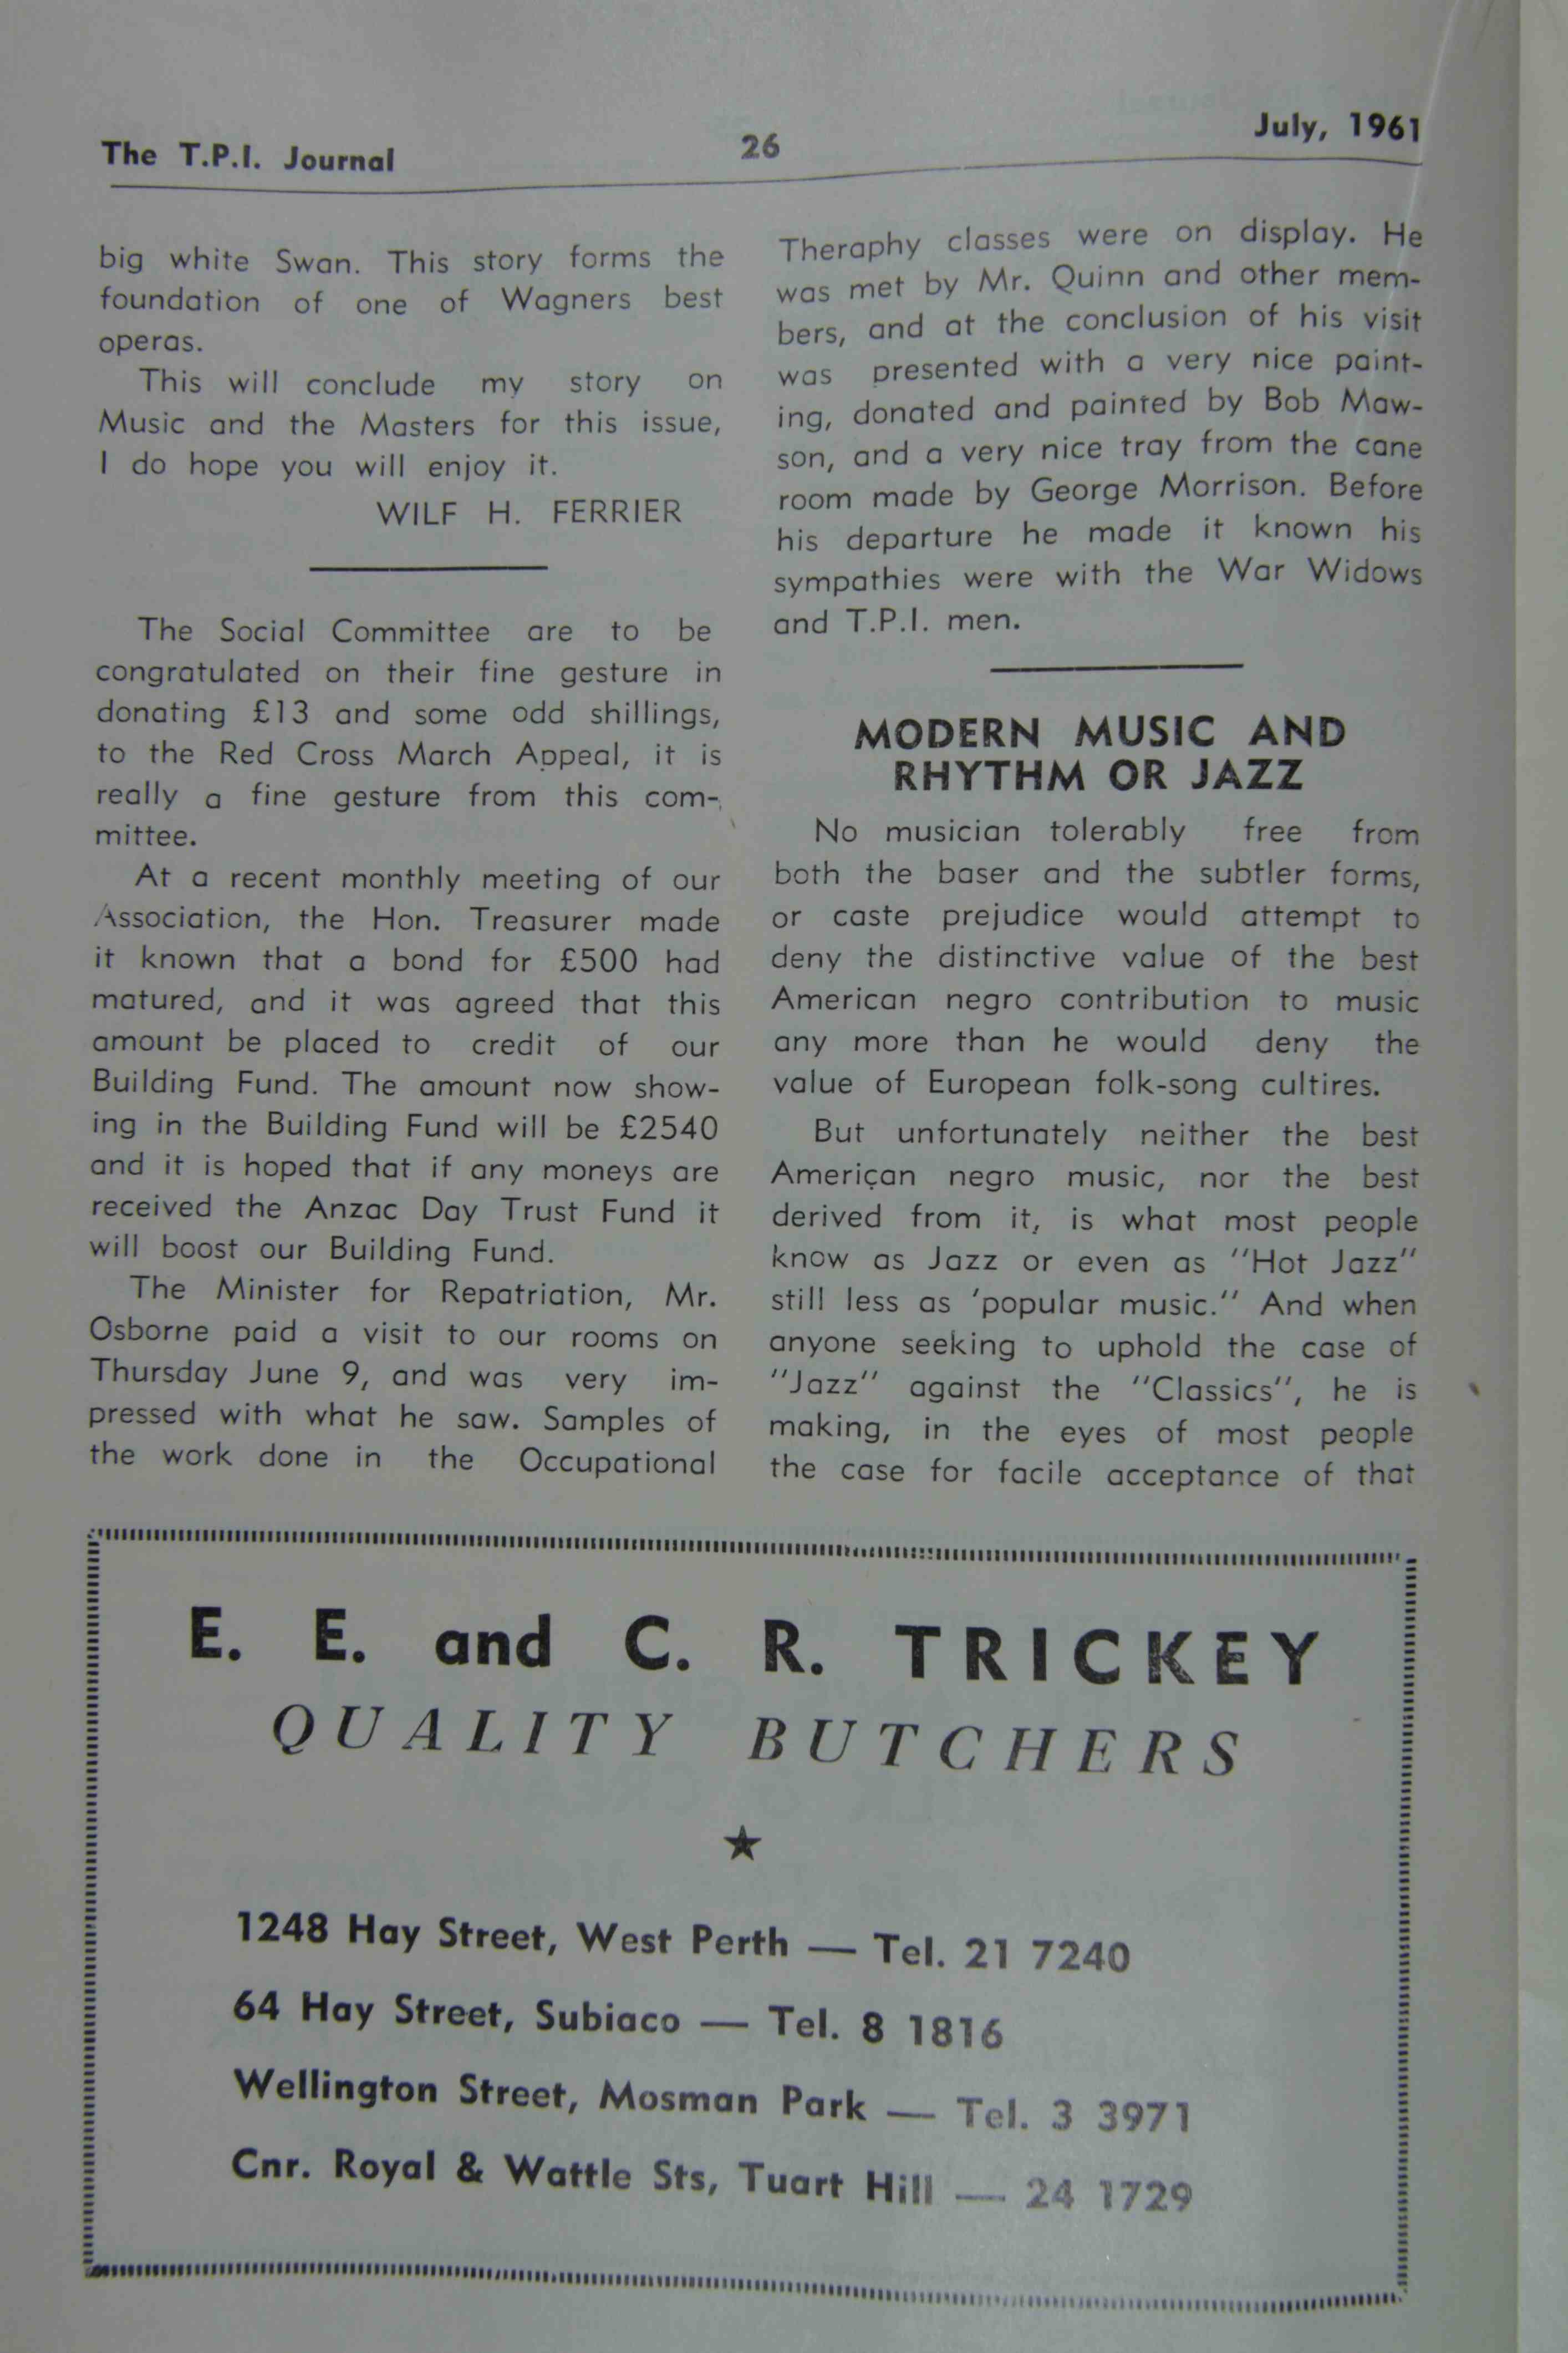 The T.P.I. Journal
26
July, 1961
big white Swan. This story forms the
foundation of one of Wagners best
operas.
This will conclude my story on
Music and the Masters for this issue,
I do hope you will enjoy it.
WILF H. FERRIER
The Social Committee are to be
congratulated on their fine gesture in
donating £13 and some odd shillings,
to the Red Cross March Appeal, it is
really a fine gesture from this com-
mittee.
At a recent monthly meeting of our
Association, the Hon. Treasurer made
it known that a bond for £500 had
matured, and it was agreed that this
amount be placed to credit of our
Building Fund. The amount now show-
ing in the Building Fund will be £2540
and it is hoped that if any moneys are
received the Anzac Day Trust Fund it
will boost our Building Fund.
The Minister for Repatriation, Mr.
Osborne paid a visit to our rooms on
Thursday June 9, and was very im-
pressed with what he saw. Samples of
the work done in the Occupational
Theraphy classes were on display. He
was met by Mr. Quinn and other mem-
bers, and at the conclusion of his visit
was presented with a very nice paint-
ing, donated and painted by Bob Maw-
son, and a very nice tray from the cane
room made by George Morrison. Before
his departure he made it known his
sympathies were with the War Widows
and T.P.I. men.
MODERN MUSIC AND
RHYTHM OR JAZZ
No musician tolerably free from
both the baser and the subtler forms,
or caste prejudice would attempt to
deny the distinctive value of the best
American negro contribution to music
any more than he would deny the
value of European folk-song cultires.
But unfortunately neither the best
American negro music, nor the best
derived from it, is what most people
know as Jazz or even as "Hot Jazz"
still less as 'popular music." And when
anyone seeking to uphold the case of
"Jazz" against the "Classics", he is
making, in the eyes of most people
the case for facile acceptance of that
E. E. and C. R. TRICKEY
QUALITY BUTCHERS
1248 Hay Street, West Perth — Tel. 21 7240
64 Hay Street, Subiaco — Tel. 8 1816
Wellington Street, Mosman Park — Tel. 3 3971
Cnr. Royal & Wattle Sts, Tuart Hill — 24 1729